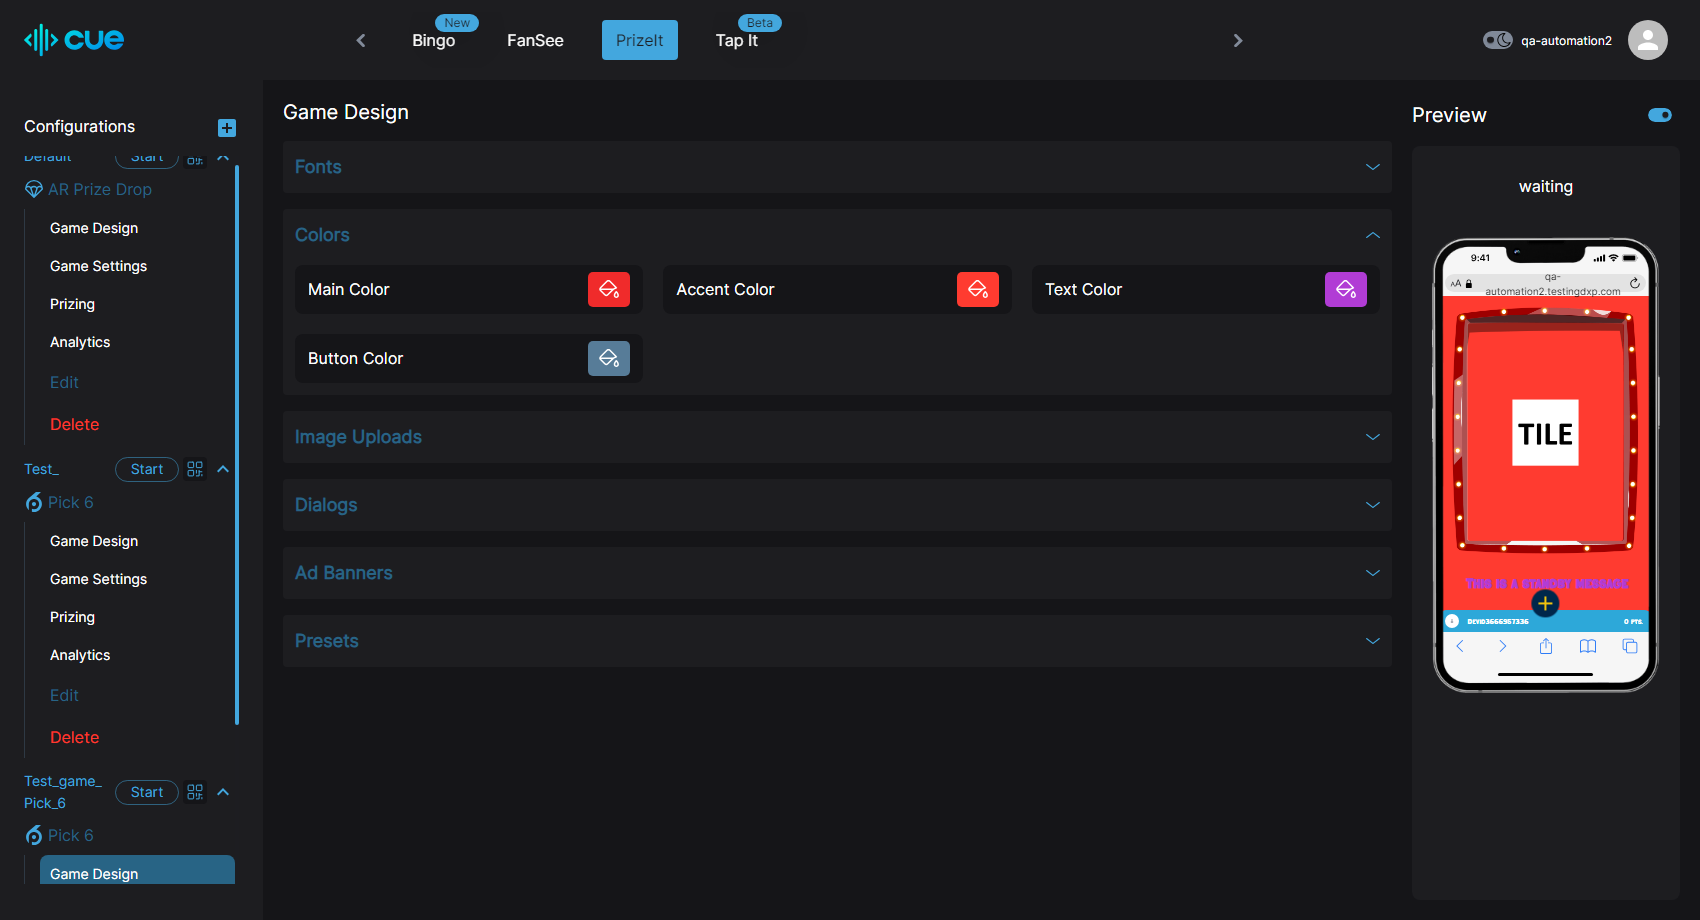 cue
New
Bingo
FanSee
PrizeIt
Beta
Tap It
qa-automation2
Configurations
Default
Start
AR Prize Drop
Game Design
Game Settings
Prizing
Analytics
Edit
Delete
Test_
Start
Pick 6
Game Design
Game Settings
Prizing
Analytics
Edit
Delete
Test_game_
Pick_6
Start
Pick 6
Game Design
Game Design
Fonts
Colors
Main Color
Accent Color
Text Color
Button Color
Image Uploads
Dialogs
Ad Banners
Presets
Preview
waiting
9:41
AA
qa-
automation2.testingdxp.com
TILE
This is a standby message
0 PTS.